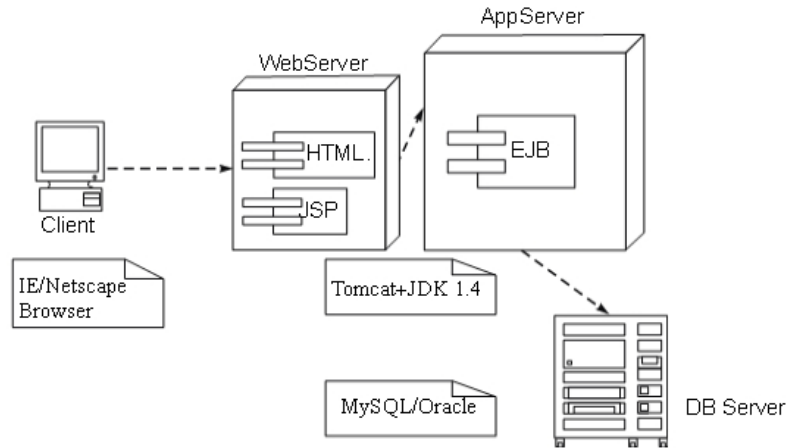 AppServer
WebServer
HTML.
JSP
EJB
Client
IE/Netscape
Browser
Tomcat+JDK 1.4
MySQL/Oracle
DB Server